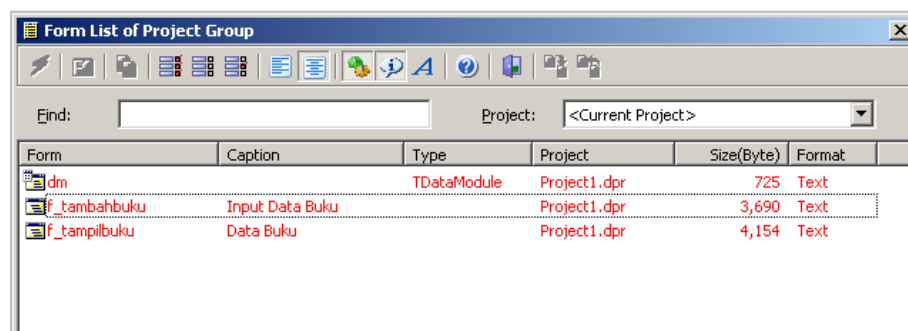 Form List of Project Group
A
Find: Project: <Current Project>
Form Caption Type Project Size(Byte) Format
dm TDataModule Project1.dpr 725 Text
f_tambahbuku Input Data Buku Project1.dpr 3,690 Text
f_tampilbuku Data Buku Project1.dpr 4,154 Text